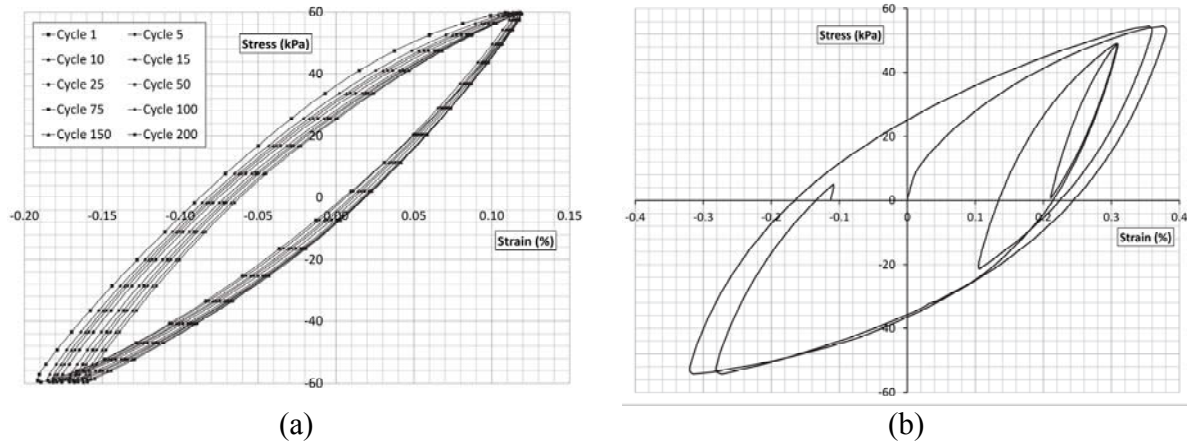 60
Stress (kPa)
Cycle 1 Cycle 5
Cycle 10 Cycle 15
Cycle 25 Cycle 50
Cycle 75 Cycle 100
Cycle 150 Cycle 200
40
20
0
-0.20 -0.15 -0.10 -0.05 0.00 0.05 0.10 0.15
Strain (%)
-20
-40
-60
(a)
60
Stress (kPa)
40
20
0
-0.4 -0.3 -0.2 -0.1 0 0.1 0.2 0.3 0.4
Strain (%)
-20
-40
-60
(b)